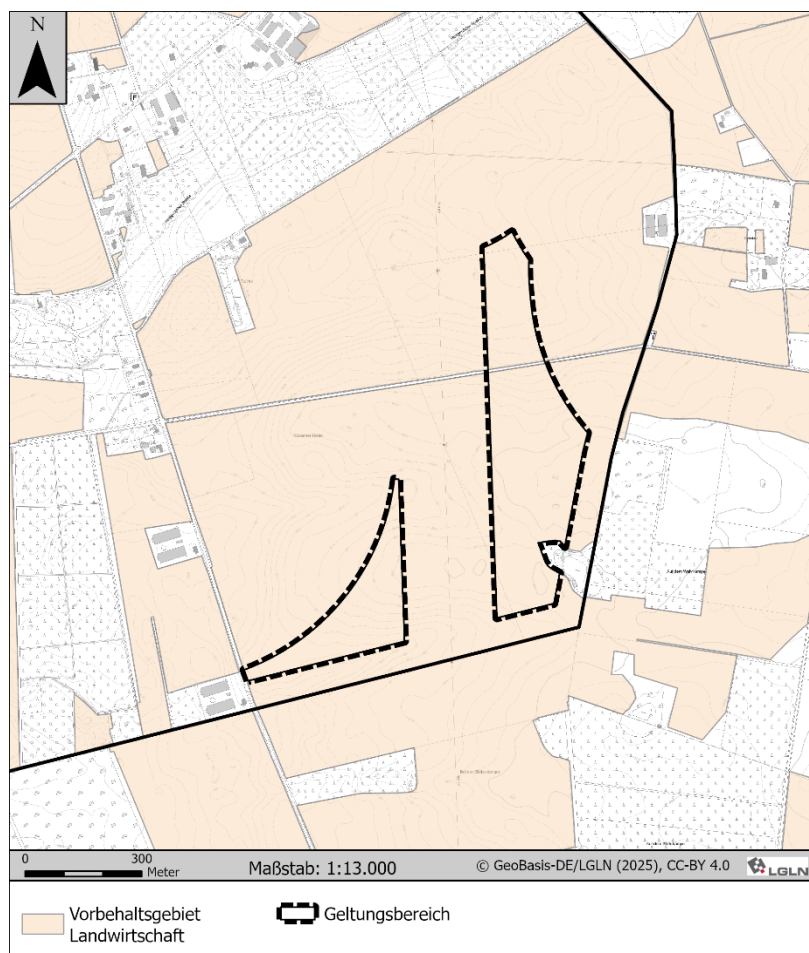 N
0
300
Meter
Maßstab: 1:13.000
© GeoBasis-DE/LGLN (2025), CC-BY 4.0
LGLN
Vorbehaltsgebiet
Landwirtschaft
Geltungsbereich